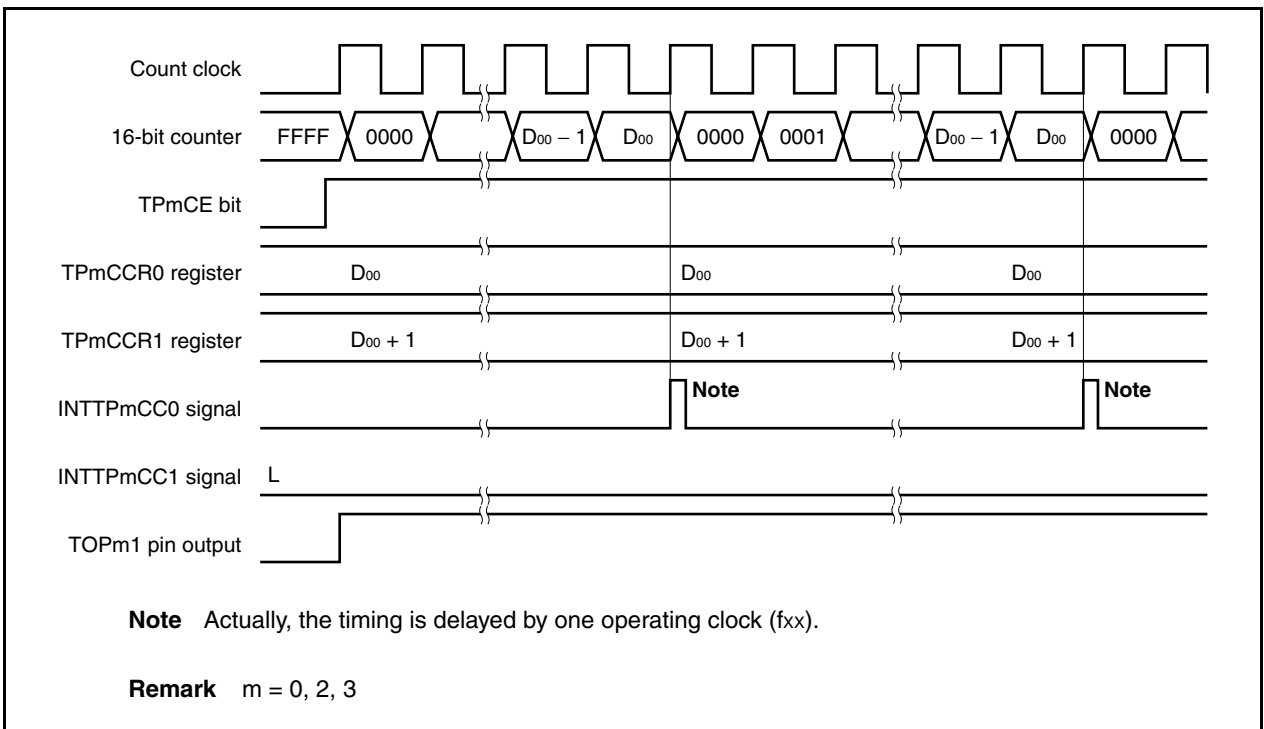 Count clock
16-bit counter FFFF 0000 D00 − 1 D00 0000 0001 D00 − 1 D00 0000
TPmCE bit
TPmCCR0 register D00 D00 D00
TPmCCR1 register D00 + 1 D00 + 1 D00 + 1
INTTPmCC0 signal Note Note
INTTPmCC1 signal L
TOPm1 pin output
Note Actually, the timing is delayed by one operating clock (fxx).
Remark m = 0, 2, 3